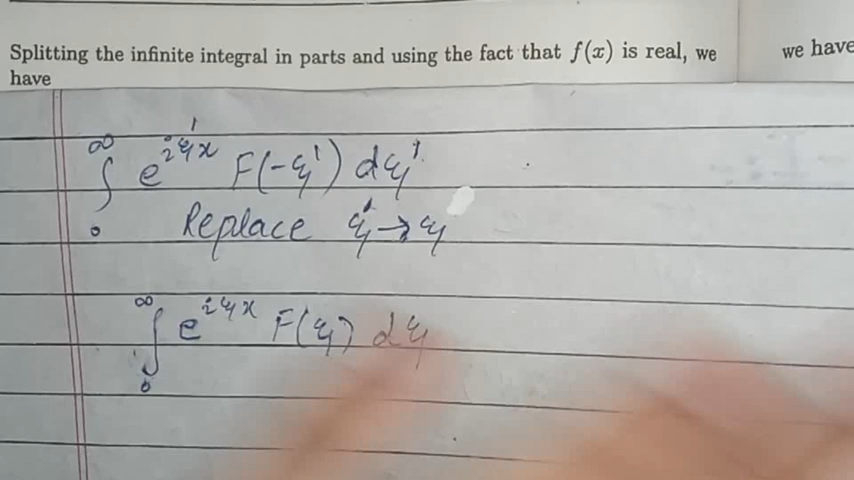 Splitting the infinite integral in parts and using the fact that f(x) is real, we
have
we have
∫₀^∞ e^{iξ'x} F(-ξ') dξ'
Replace ξ' → ξ
∫₀^∞ e^{iξx} F(ξ) dξ